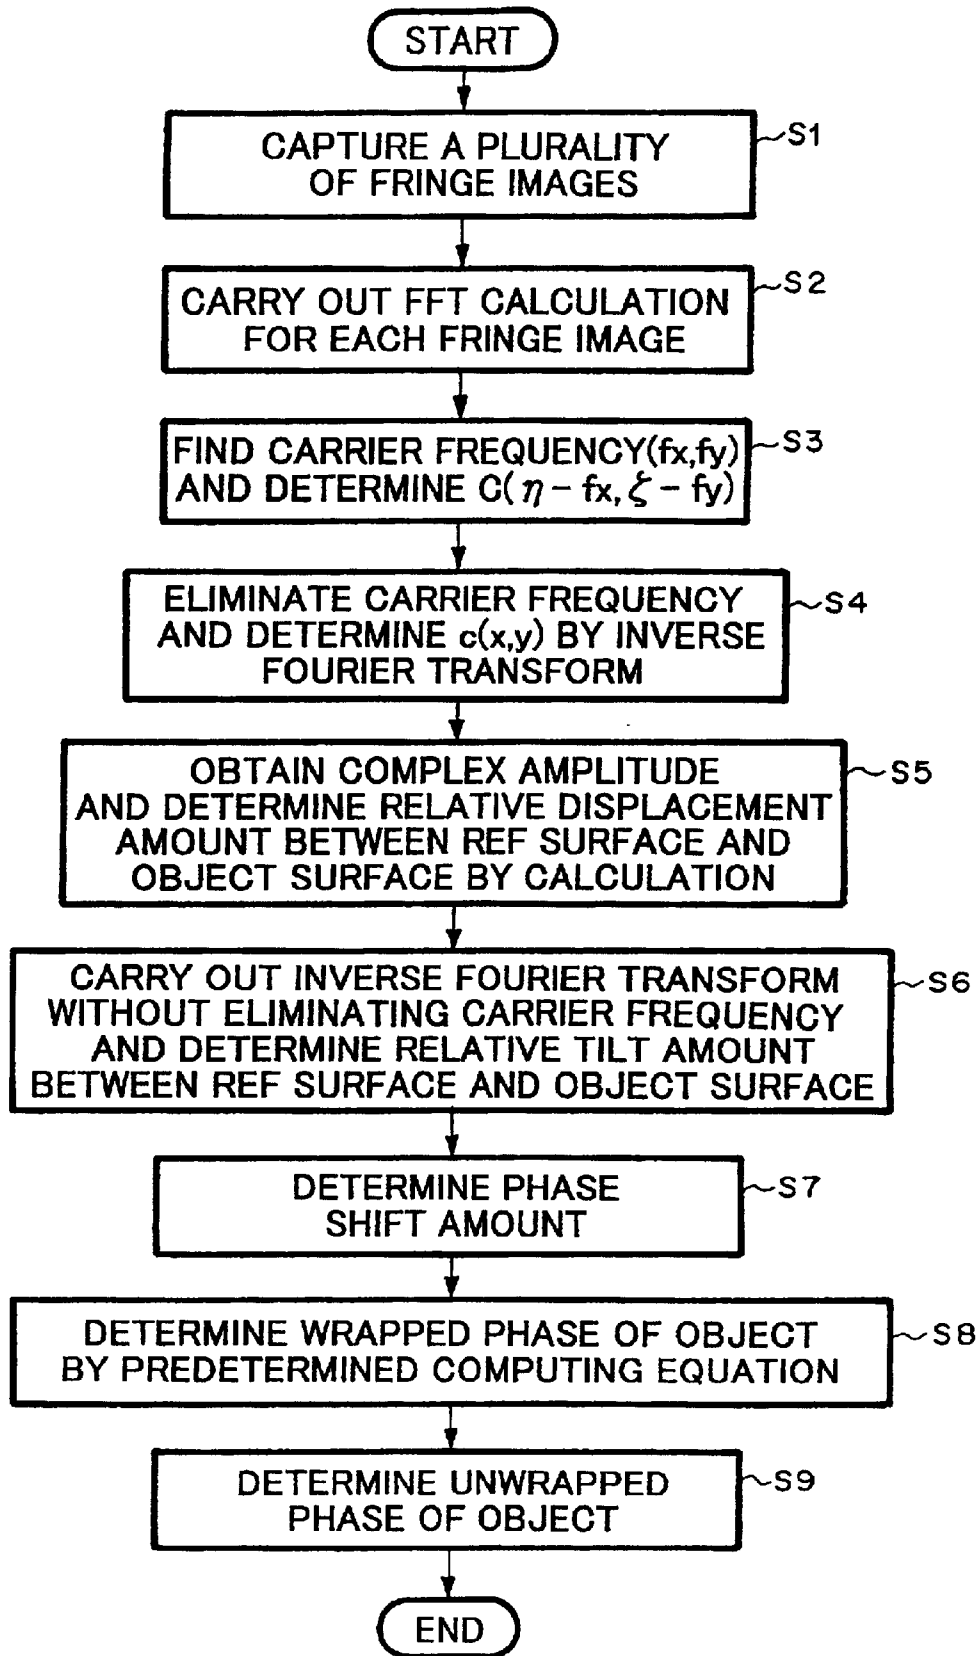 START
CAPTURE A PLURALITY
OF FRINGE IMAGES
S1
CARRY OUT FFT CALCULATION
FOR EACH FRINGE IMAGE
S2
FIND CARRIER FREQUENCY(fx,fy)
AND DETERMINE C(η − fx, ζ − fy)
S3
ELIMINATE CARRIER FREQUENCY
AND DETERMINE c(x,y) BY INVERSE
FOURIER TRANSFORM
S4
OBTAIN COMPLEX AMPLITUDE
AND DETERMINE RELATIVE DISPLACEMENT
AMOUNT BETWEEN REF SURFACE AND
OBJECT SURFACE BY CALCULATION
S5
CARRY OUT INVERSE FOURIER TRANSFORM
WITHOUT ELIMINATING CARRIER FREQUENCY
AND DETERMINE RELATIVE TILT AMOUNT
BETWEEN REF SURFACE AND OBJECT SURFACE
S6
DETERMINE PHASE
SHIFT AMOUNT
S7
DETERMINE WRAPPED PHASE OF OBJECT
BY PREDETERMINED COMPUTING EQUATION
S8
DETERMINE UNWRAPPED
PHASE OF OBJECT
S9
END